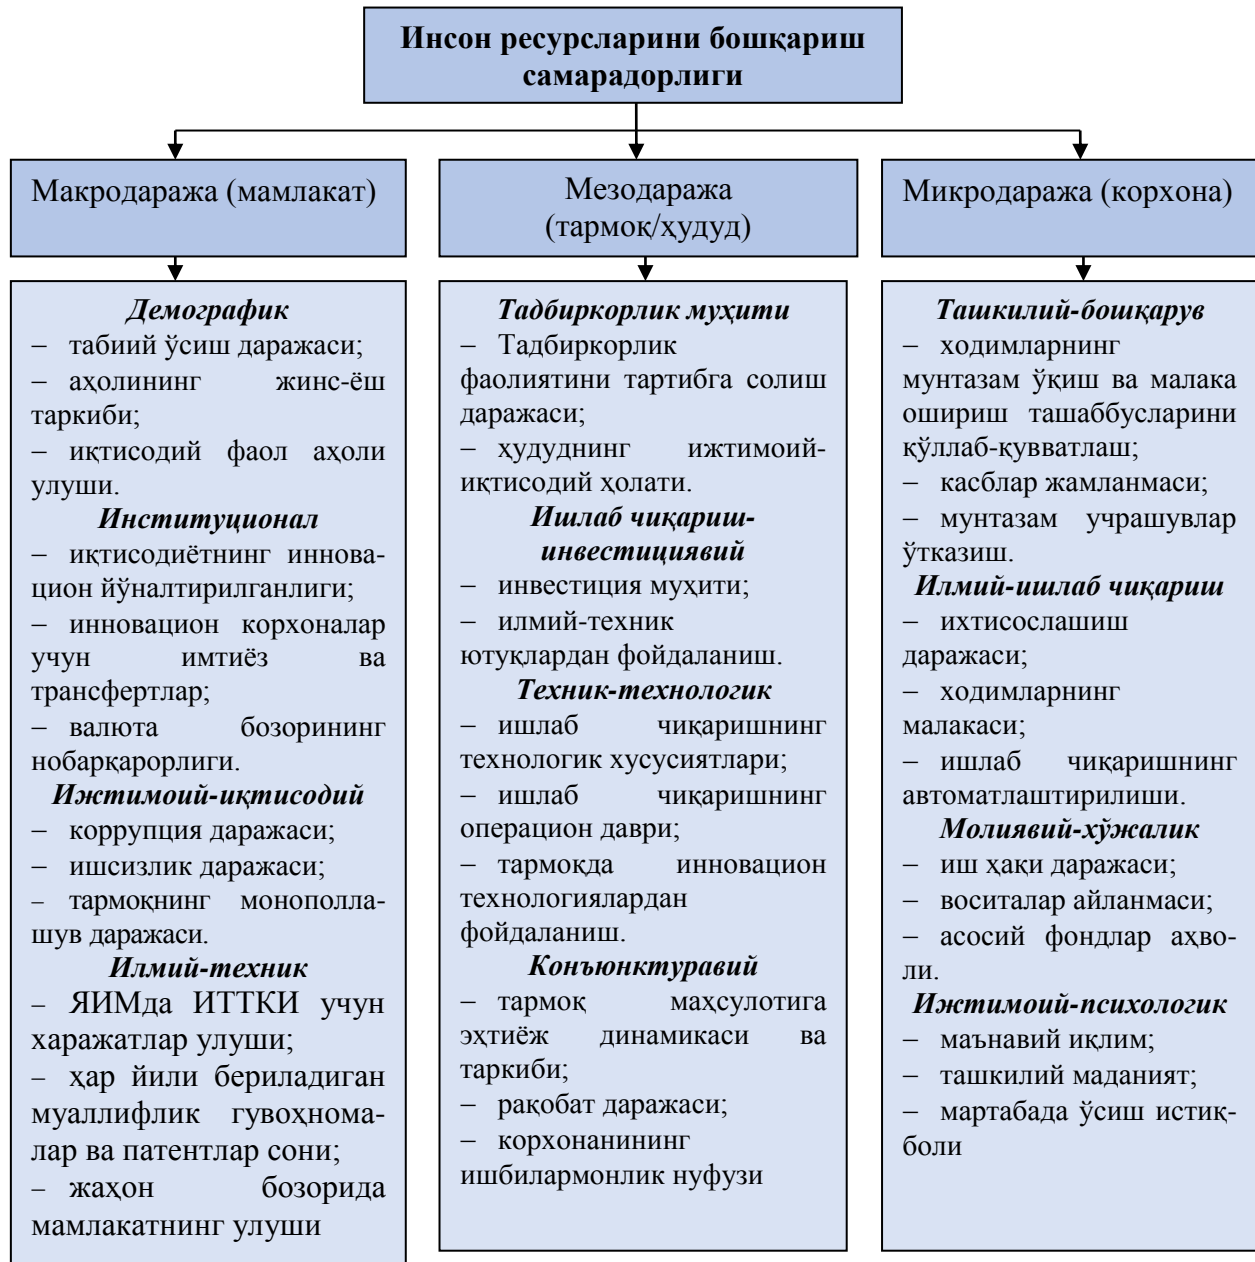 Инсон ресурсларини бошқариш
самарадорлиги
Макродаража (мамлакат)
Мезодаража
(тармоқ/ҳудуд)
Микродаража (корхона)
Демографик
– табиий ўсиш даражаси;
– аҳолининг жинс-ёш
таркиби;
– иқтисодий фаол аҳоли
улуши.
Институционал
– иқтисодиётнинг иннова-
цион йўналтирилганлиги;
– инновацион корхоналар
учун имтиёз ва
трансфертлар;
– валюта бозорининг
нобарқарорлиги.
Ижтимоий-иқтисодий
– коррупция даражаси;
– ишсизлик даражаси;
– тармоқнинг монополла-
шув даражаси.
Илмий-техник
– ЯИМда ИТТКИ учун
харажатлар улуши;
– ҳар йили бериладиган
муаллифлик гувоҳнома-
лар ва патентлар сони;
– жаҳон бозорида
мамлакатнинг улуши
Тадбиркорлик муҳити
– Тадбиркорлик
фаолиятини тартибга солиш
даражаси;
– ҳудуднинг ижтимоий-
иқтисодий ҳолати.
Ишлаб чиқариш-
инвестициявий
– инвестиция муҳити;
– илмий-техник
ютуқлардан фойдаланиш.
Техник-технологик
– ишлаб чиқаришнинг
технологик хусусиятлари;
– ишлаб чиқаришнинг
операцион даври;
– тармоқда инновацион
технологиялардан
фойдаланиш.
Конъюнктуравий
– тармоқ маҳсулотига
эҳтиёж динамикаси ва
таркиби;
– рақобат даражаси;
– корхонанининг
ишбилармонлик нуфузи
Ташкилий-бошқарув
– ходимларнинг
мунтазам ўқиш ва малака
ошириш ташаббусларини
қўллаб-қувватлаш;
– касблар жамланмаси;
– мунтазам учрашувлар
ўтказиш.
Илмий-ишлаб чиқариш
– ихтисослашиш
даражаси;
– ходимларнинг
малакаси;
– ишлаб чиқаришнинг
автоматлаштирилиши.
Молиявий-хўжалик
– иш ҳақи даражаси;
– воситалар айланмаси;
– асосий фондлар аҳво-
ли.
Ижтимоий-психологик
– маънавий иқлим;
– ташкилий маданият;
– мартабада ўсиш истиқ-
боли